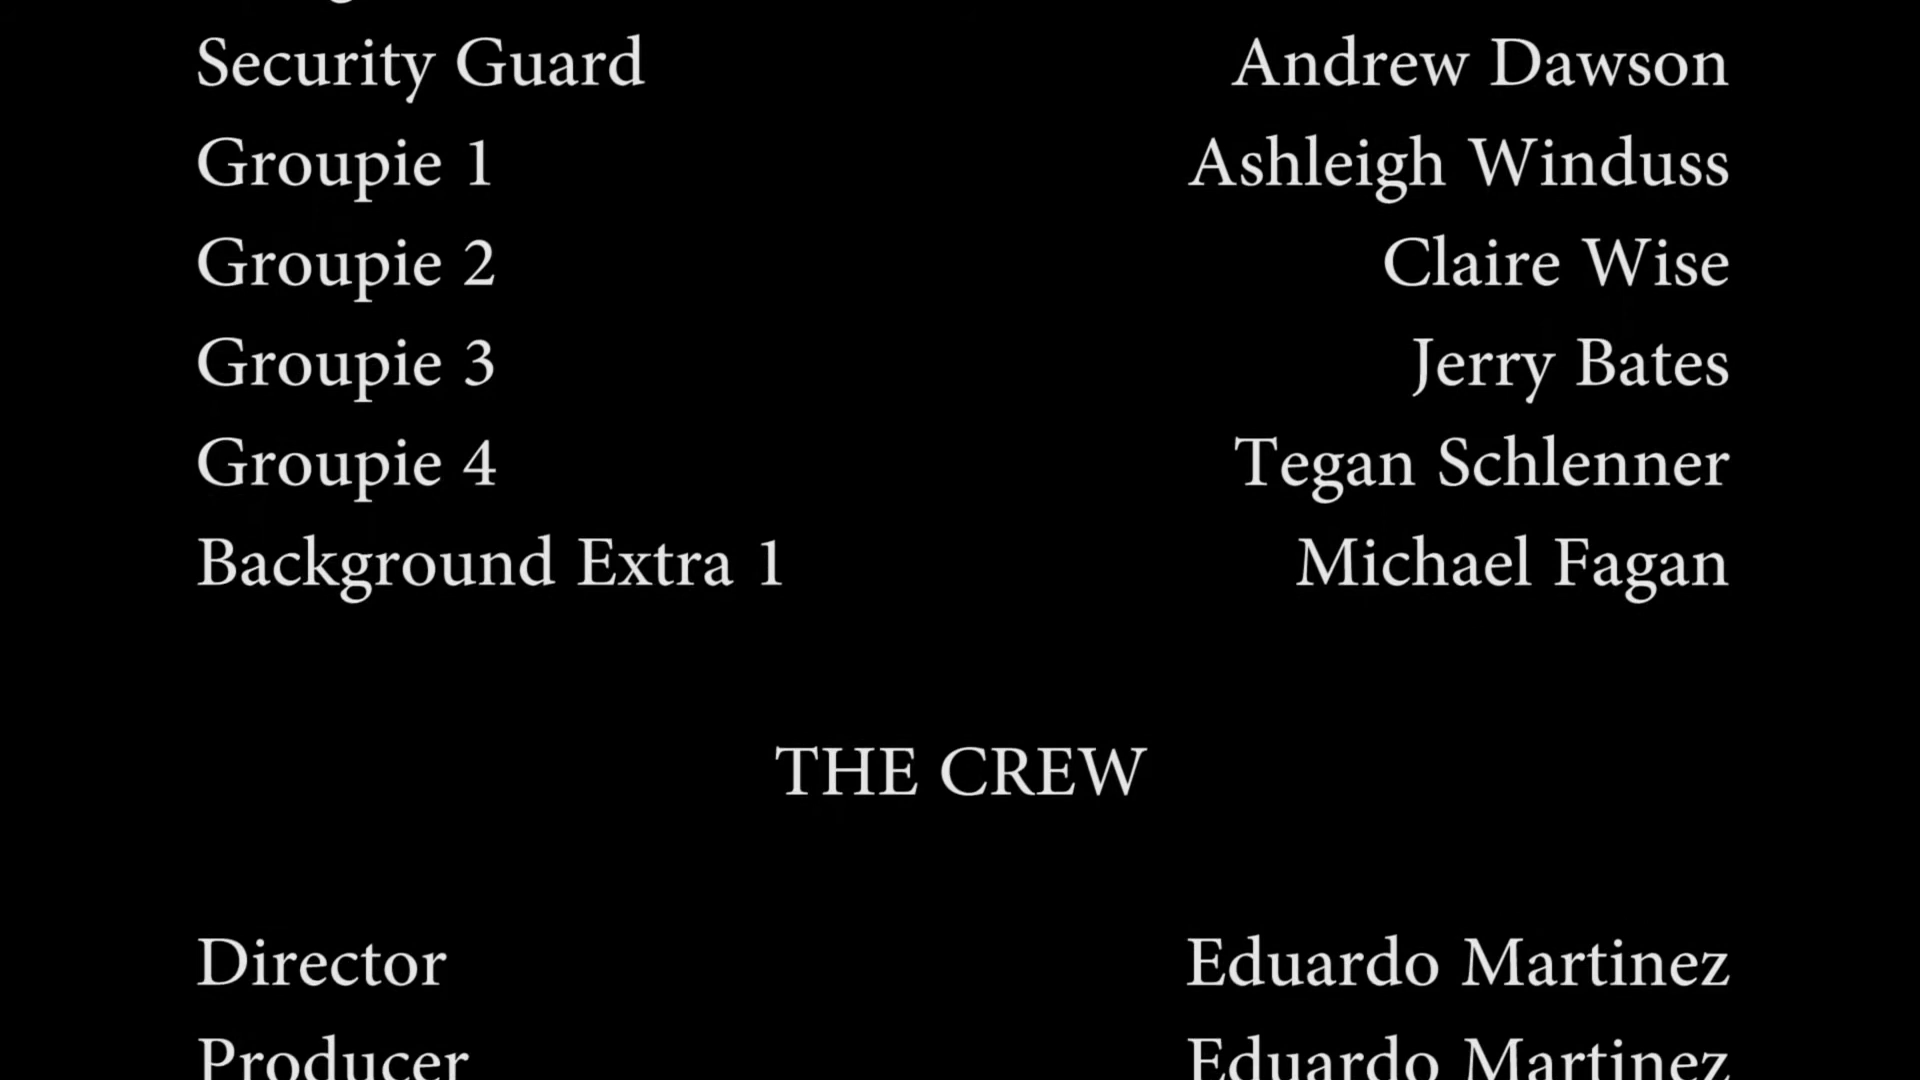 Security Guard Andrew Dawson
Groupie 1 Ashleigh Winduss
Groupie 2 Claire Wise
Groupie 3 Jerry Bates
Groupie 4 Tegan Schlenner
Background Extra 1 Michael Fagan
THE CREW
Director Eduardo Martinez
Producer Eduardo Martinez